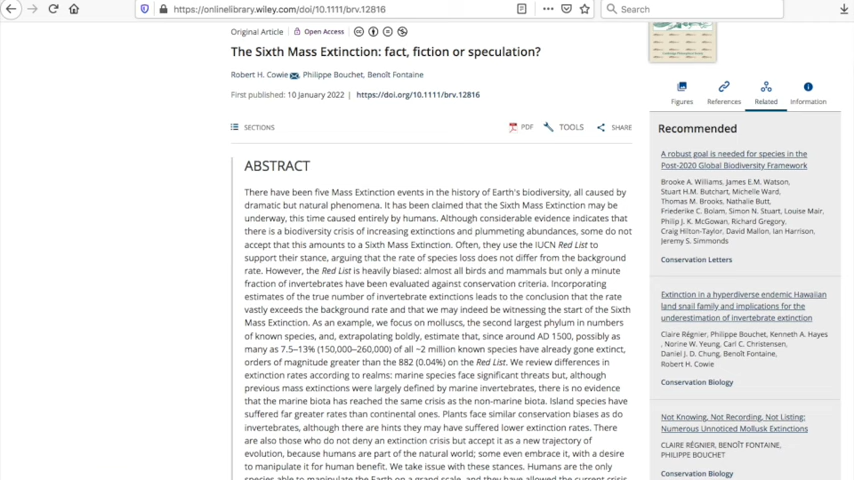 https://onlinelibrary.wiley.com/doi/10.1111/brv.12816
Search
Original Article
Open Access
The Sixth Mass Extinction: fact, fiction or speculation?
Robert H. Cowie, Philippe Bouchet, Benoît Fontaine
First published: 10 January 2022 | https://doi.org/10.1111/brv.12816
SECTIONS
PDF
TOOLS
SHARE
ABSTRACT
There have been five Mass Extinction events in the history of Earth's biodiversity, all caused by
dramatic but natural phenomena. It has been claimed that the Sixth Mass Extinction may be
underway, this time caused entirely by humans. Although considerable evidence indicates that
there is a biodiversity crisis of increasing extinctions and plummeting abundances, some do not
accept that this amounts to a Sixth Mass Extinction. Often, they use the IUCN Red List to
support their stance, arguing that the rate of species loss does not differ from the background
rate. However, the Red List is heavily biased: almost all birds and mammals but only a minute
fraction of invertebrates have been evaluated against conservation criteria. Incorporating
estimates of the true number of invertebrate extinctions leads to the conclusion that the rate
vastly exceeds the background rate and that we may indeed be witnessing the start of the Sixth
Mass Extinction. As an example, we focus on molluscs, the second largest phylum in numbers
of known species, and, extrapolating boldly, estimate that, since around AD 1500, possibly as
many as 7.5–13% (150,000–260,000) of all ~2 million known species have already gone extinct,
orders of magnitude greater than the 882 (0.04%) on the Red List. We review differences in
extinction rates according to realms: marine species face significant threats but, although
previous mass extinctions were largely defined by marine invertebrates, there is no evidence
that the marine biota has reached the same crisis as the non-marine biota. Island species have
suffered far greater rates than continental ones. Plants face similar conservation biases as do
invertebrates, although there are hints they may have suffered lower extinction rates. There
are also those who do not deny an extinction crisis but accept it as a new trajectory of
evolution, because humans are part of the natural world; some even embrace it, with a desire
to manipulate it for human benefit. We take issue with these stances. Humans are the only
species able to manipulate the Earth on a grand scale, and they have allowed the current crisis
Figures
References
Related
Information
Recommended
A robust goal is needed for species in the
Post-2020 Global Biodiversity Framework
Brooke A. Williams, James E.M. Watson,
Stuart H.M. Butchart, Michelle Ward,
Thomas M. Brooks, Nathalie Butt,
Friederike C. Bolam, Simon N. Stuart, Louise Mair,
Philip J. K. McGowan, Richard Gregory,
Craig Hilton-Taylor, David Mallon, Ian Harrison,
Jeremy S. Simmonds
Conservation Letters
Extinction in a hyperdiverse endemic Hawaiian
land snail family and implications for the
underestimation of invertebrate extinction
Claire Régnier, Philippe Bouchet, Kenneth A. Hayes
, Norine W. Yeung, Carl C. Christensen,
Daniel J. D. Chung, Benoît Fontaine,
Robert H. Cowie
Conservation Biology
Not Knowing, Not Recording, Not Listing:
Numerous Unnoticed Mollusk Extinctions
CLAIRE RÉGNIER, BENOÎT FONTAINE,
PHILIPPE BOUCHET
Conservation Biology